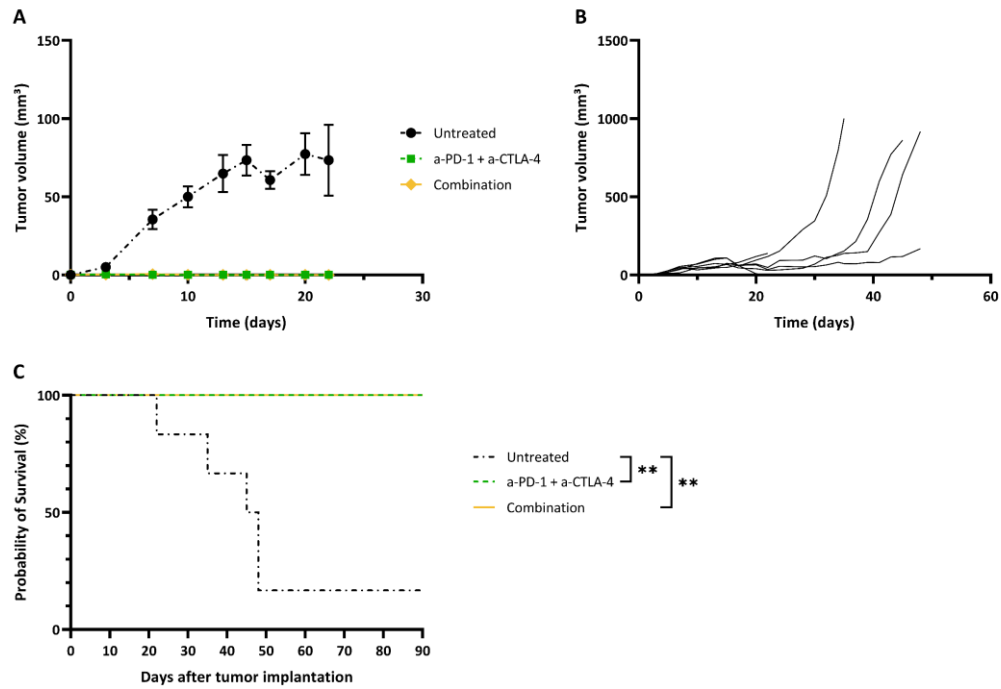 A
150
100
50
0
0 10 20 30
Tumor volume (mm³)
Time (days)
Untreated
a-PD-1 + a-CTLA-4
Combination
B
1500
1000
500
0
0 20 40 60
Tumor volume (mm³)
Time (days)
C
100
50
0
0 10 20 30 40 50 60 70 80 90
Probability of Survival (%)
Days after tumor implantation
Untreated
a-PD-1 + a-CTLA-4
Combination
**
**